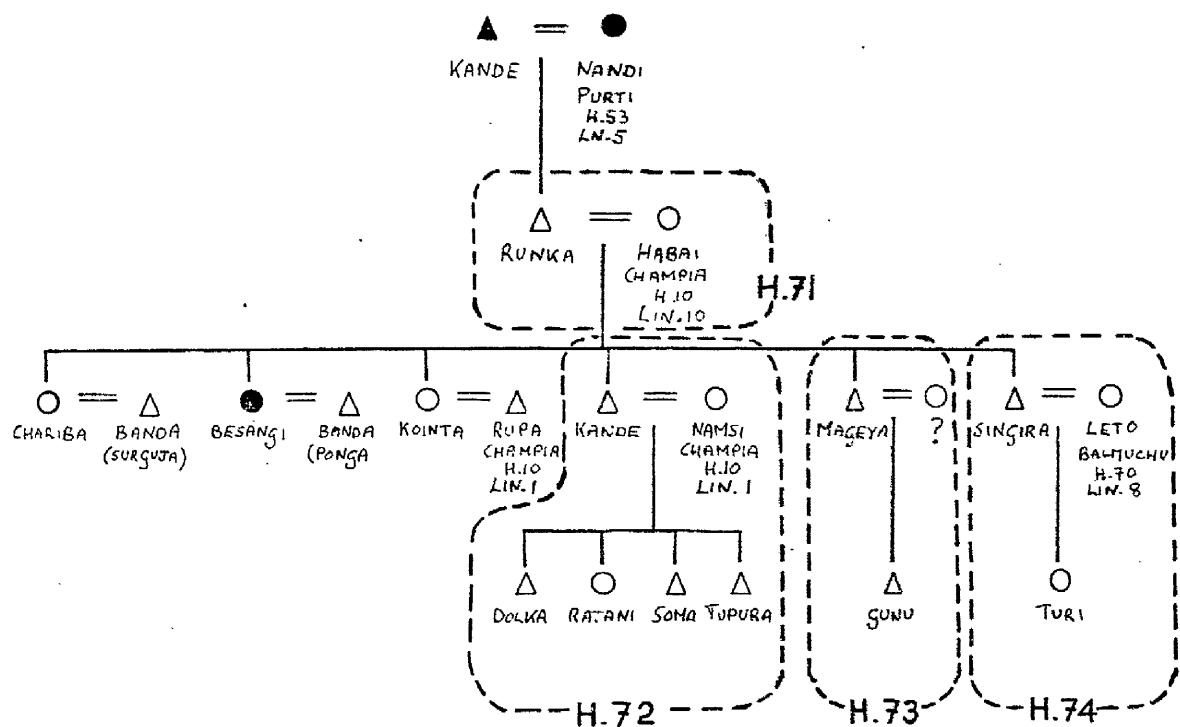 KANDE
NANDI
PURTI
H.53
LN.5
RUNKA
HABAI
CHAMPIA
H.10
LIN.10
H.71
CHARIBA
BANDA
(SURGUJA)
BESANGI
BANDA
(PONGA
KOINTA
RUPA
CHAMPIA
H.10
LIN.1
KANDE
NAMSI
CHAMPIA
H.10
LIN.1
MAGEYA
?
SINGIRA
LETO
BALMUCHU
H.70
LIN.8
DOLKA
RATANI
SOMA
TUPURA
GUNU
TURI
H.72
H.73
H.74